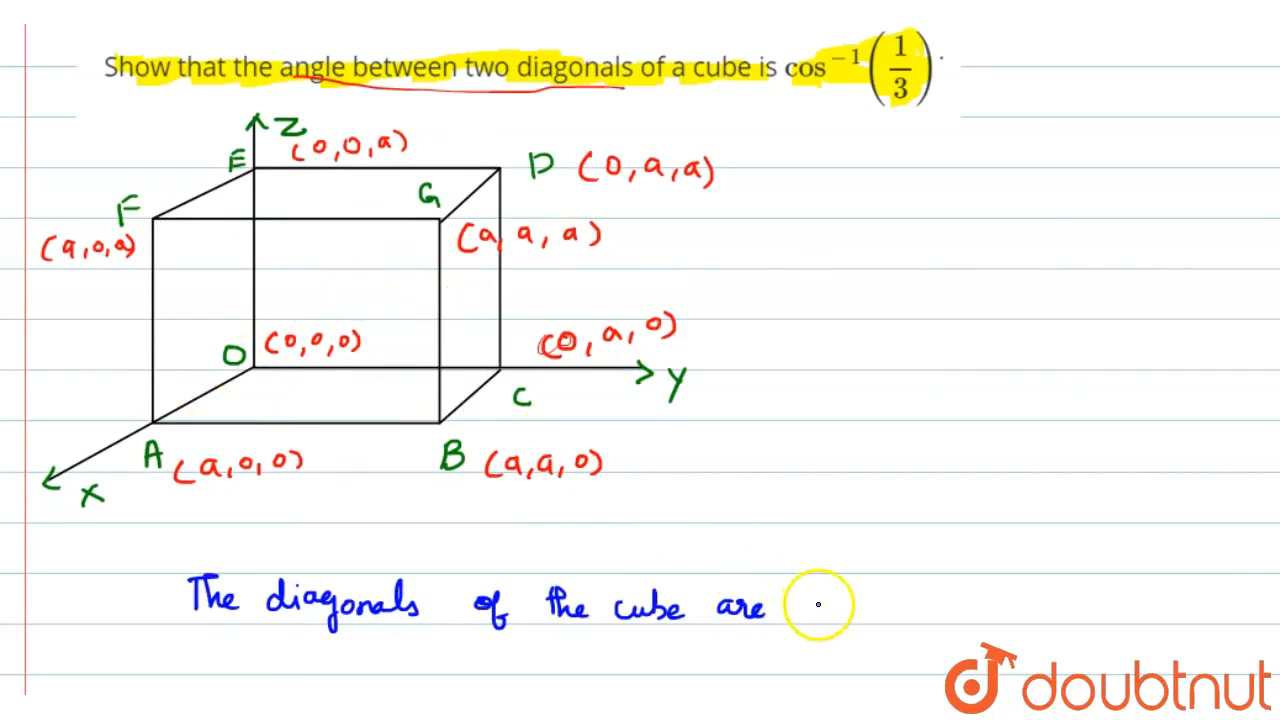 Show that the angle between two diagonals of a cube is cos⁻¹(1/3).
Z
E (0,0,a)
D (0,a,a)
G
F
(a,0,a)
(a,a,a)
O (0,0,0)
(0,a,0)
Y
C
A (a,0,0)
B (a,a,0)
X
The diagonals of the cube are
doubtnut